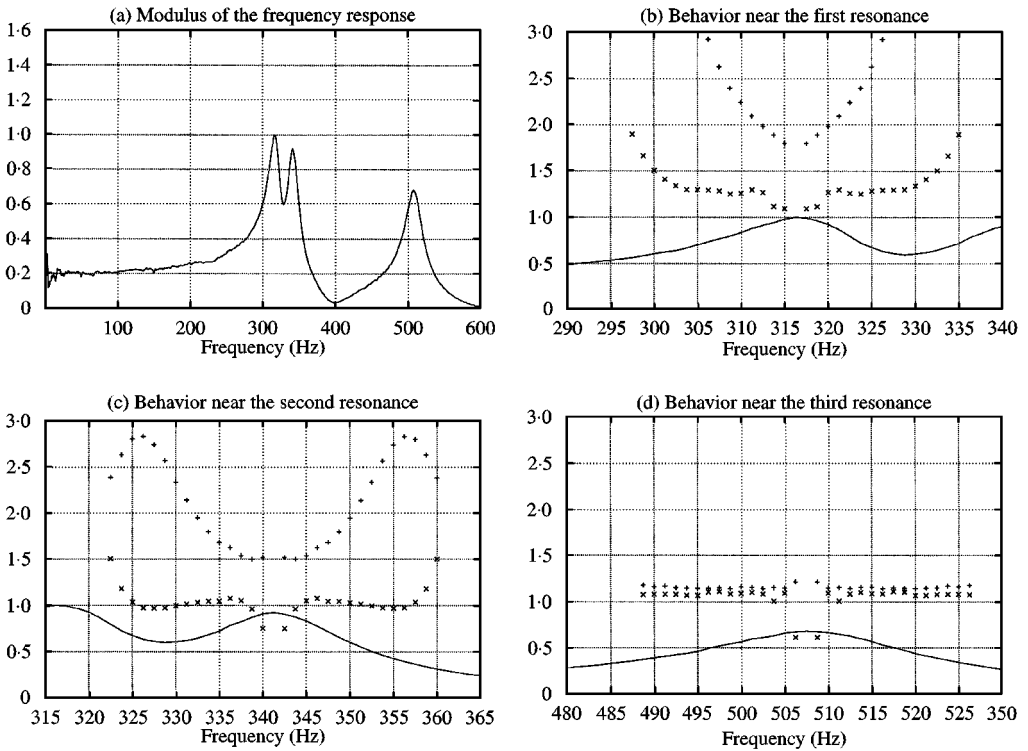 (a) Modulus of the frequency response
1·6
1·4
1·2
1·0
0·8
0·6
0·4
0·2
0
100 200 300 400 500 600
Frequency (Hz)
(b) Behavior near the first resonance
3·0
2·5
2·0
1·5
1·0
0·5
0
290 295 300 305 310 315 320 325 330 335 340
Frequency (Hz)
(c) Behavior near the second resonance
3·0
2·5
2·0
1·5
1·0
0·5
0
315 320 325 330 335 340 345 350 355 360 365
Frequency (Hz)
(d) Behavior near the third resonance
3·0
2·5
2·0
1·5
1·0
0·5
0
480 485 490 495 500 505 510 515 520 525 350
Frequency (Hz)